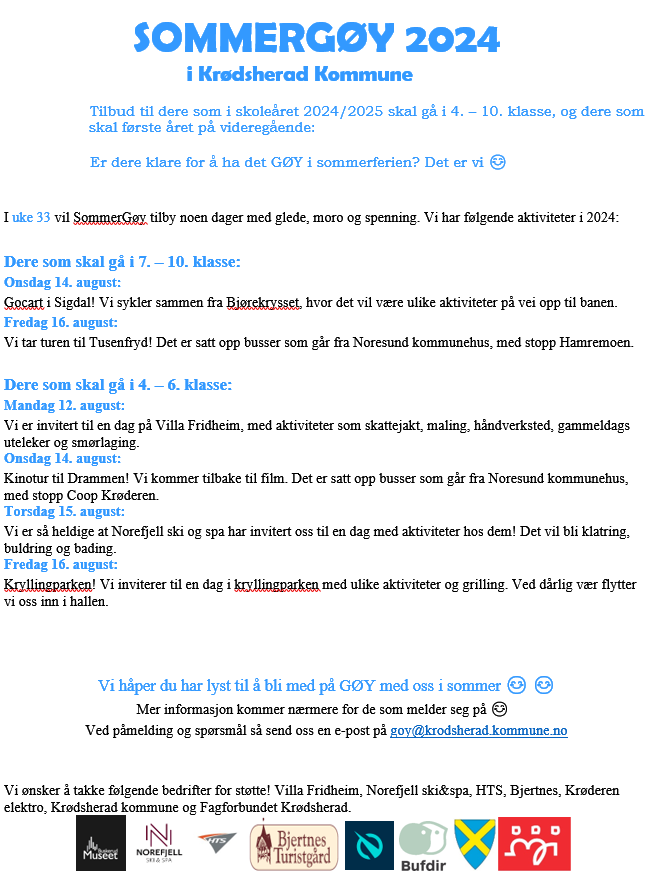 SOMMERGØY 2024
i Krødsherad Kommune
Tilbud til dere som i skoleåret 2024/2025 skal gå i 4. – 10. klasse, og dere som
skal første året på videregående:
Er dere klare for å ha det GØY i sommerferien? Det er vi 😊
I uke 33 vil SommerGøy tilby noen dager med glede, moro og spenning. Vi har følgende aktiviteter i 2024:
Dere som skal gå i 7. – 10. klasse:
Onsdag 14. august:
Gocart i Sigdal! Vi sykler sammen fra Bjørekrysset, hvor det vil være ulike aktiviteter på vei opp til banen.
Fredag 16. august:
Vi tar turen til Tusenfryd! Det er satt opp busser som går fra Noresund kommunehus, med stopp Hamremoen.
Dere som skal gå i 4. – 6. klasse:
Mandag 12. august:
Vi er invitert til en dag på Villa Fridheim, med aktiviteter som skattejakt, maling, håndverksted, gammeldags
uteleker og smørlaging.
Onsdag 14. august:
Kinotur til Drammen! Vi kommer tilbake til film. Det er satt opp busser som går fra Noresund kommunehus,
med stopp Coop Krøderen.
Torsdag 15. august:
Vi er så heldige at Norefjell ski og spa har invitert oss til en dag med aktiviteter hos dem! Det vil bli klatring,
buldring og bading.
Fredag 16. august:
Kryllingparken! Vi inviterer til en dag i kryllingparken med ulike aktiviteter og grilling. Ved dårlig vær flytter
vi oss inn i hallen.
Vi håper du har lyst til å bli med på GØY med oss i sommer 😊 😊
Mer informasjon kommer nærmere for de som melder seg på 😊
Ved påmelding og spørsmål så send oss en e-post på goy@krodsherad.kommune.no
Vi ønsker å takke følgende bedrifter for støtte! Villa Fridheim, Norefjell ski&spa, HTS, Bjertnes, Krøderen
elektro, Krødsherad kommune og Fagforbundet Krødsherad.
Buskerud
Museet
NOREFJELL
SKI & SPA
HTS
Bjertnes
Turistgård
Bufdir